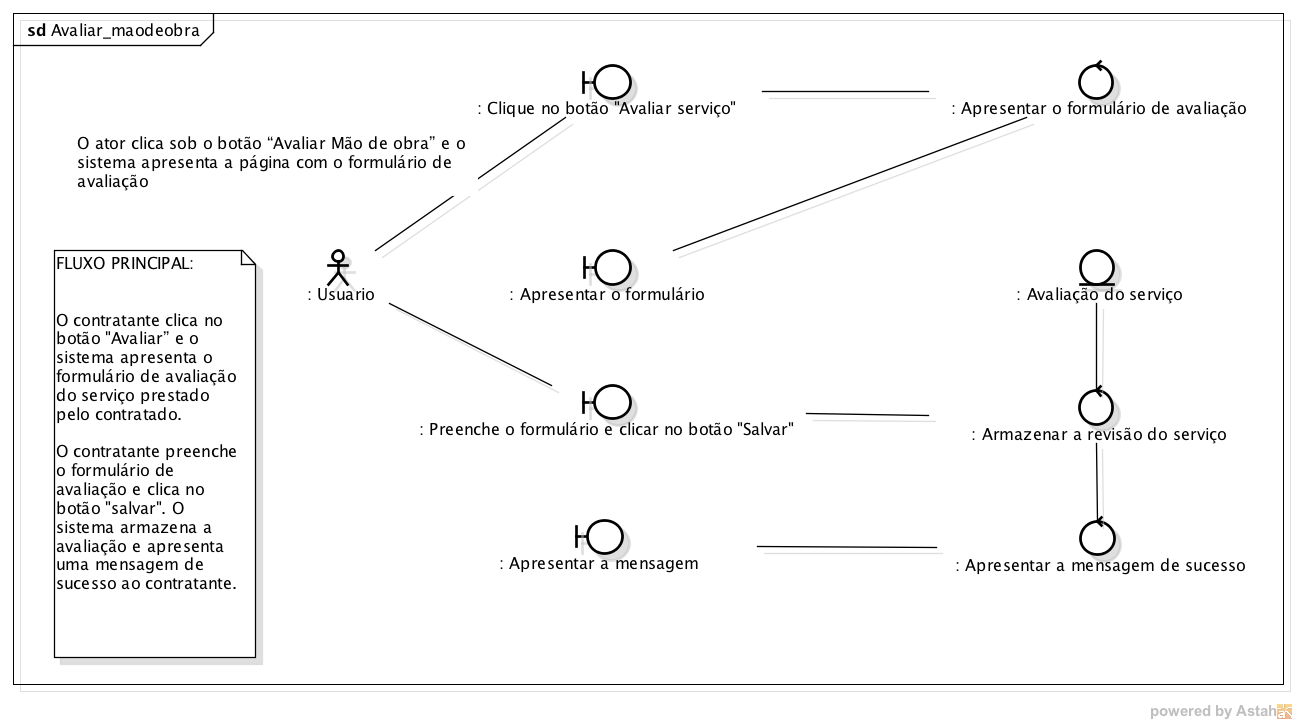 sd Avaliar_maodeobra
: Clique no botão "Avaliar serviço"
: Apresentar o formulário de avaliação
O ator clica sob o botão “Avaliar Mão de obra” e o
sistema apresenta a página com o formulário de
avaliação
: Usuario
: Apresentar o formulário
: Avaliação do serviço
FLUXO PRINCIPAL:
O contratante clica no
botão "Avaliar” e o
sistema apresenta o
formulário de avaliação
do serviço prestado
pelo contratado.
O contratante preenche
o formulário de
avaliação e clica no
botão "salvar". O
sistema armazena a
avaliação e apresenta
uma mensagem de
sucesso ao contratante.
: Preenche o formulário e clicar no botão "Salvar"
: Armazenar a revisão do serviço
: Apresentar a mensagem
: Apresentar a mensagem de sucesso
powered by Astah